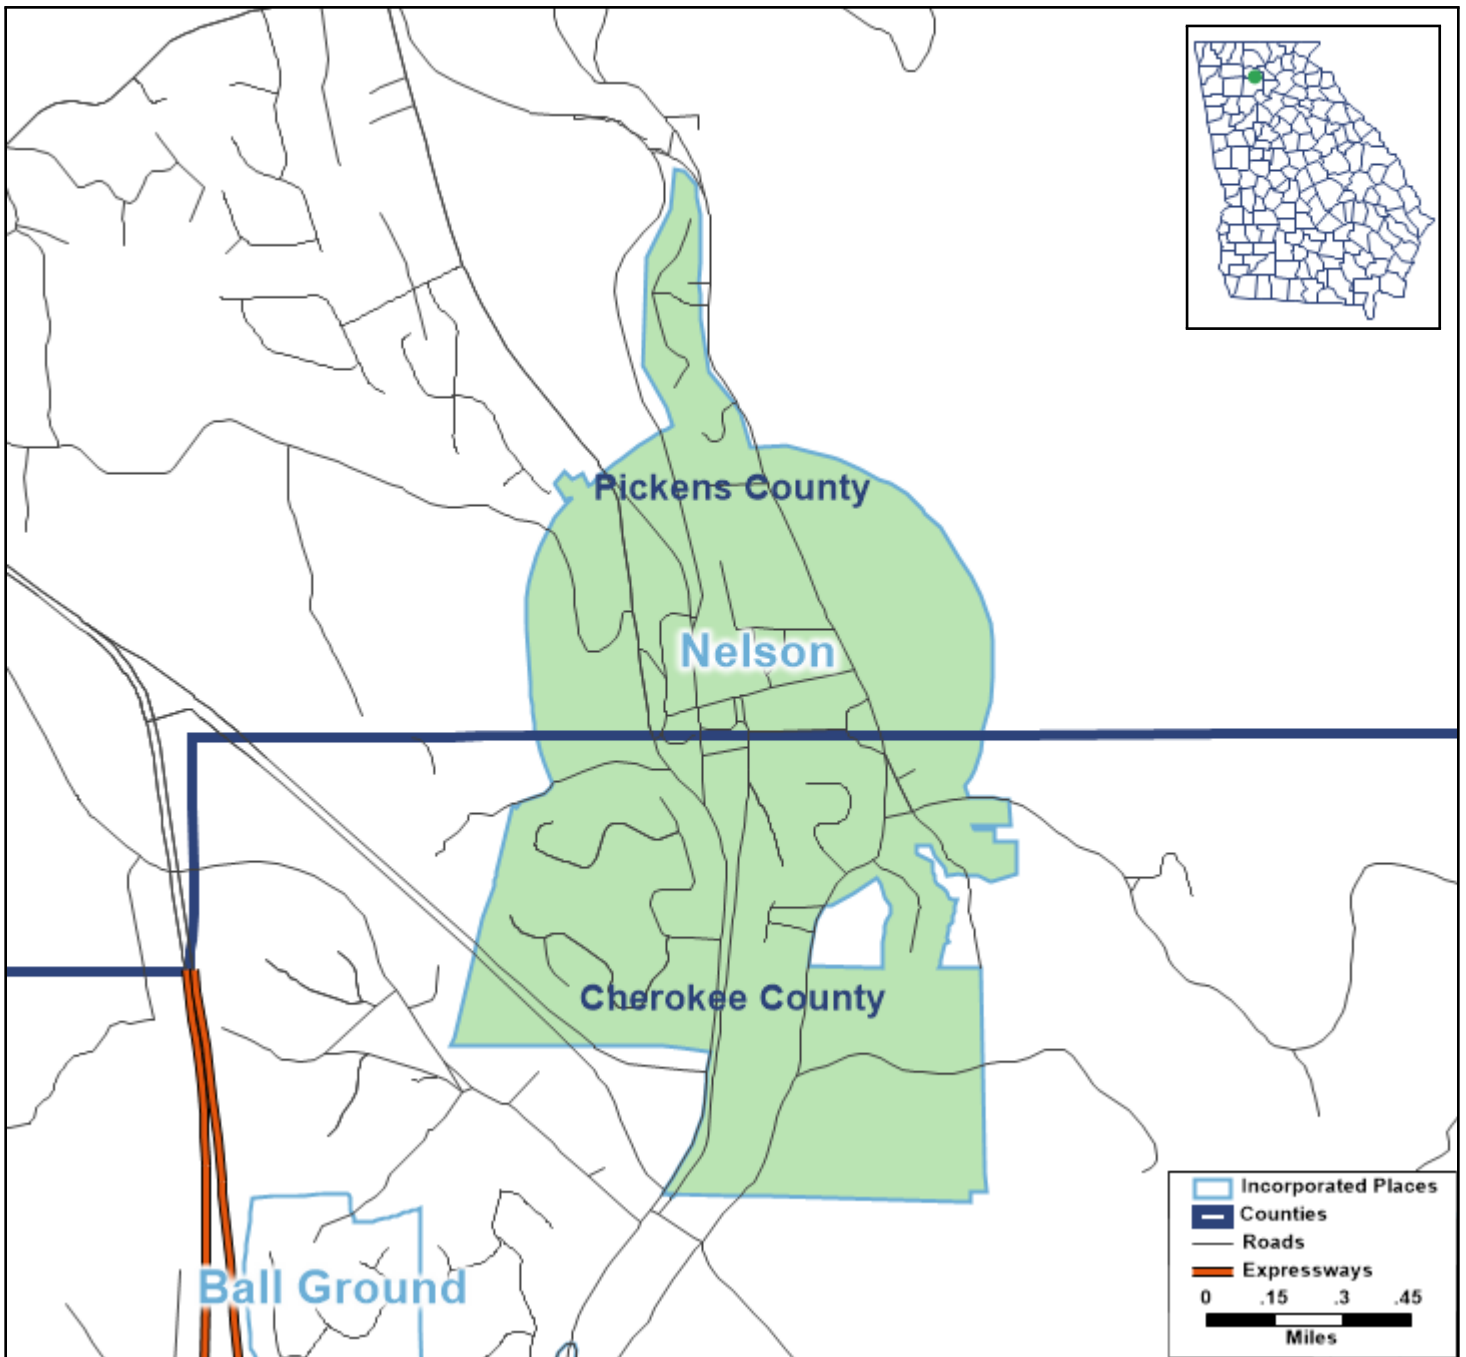 Pickens County
Nelson
Cherokee County
Ball Ground
Incorporated Places
Counties
Roads
Expressways
0 .15 .3 .45
Miles